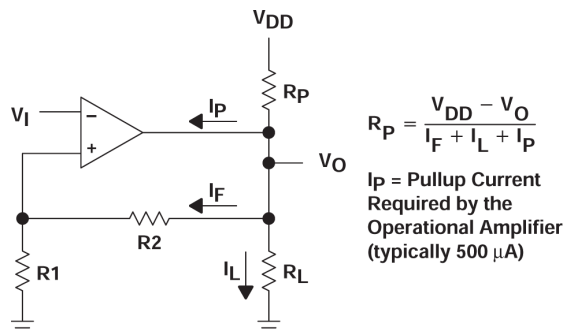 VDD
RP
IP
VI
−
+
VO
IF
R2
R1
IL
RL
RP = VDD − VO / IF + IL + IP
IP = Pullup Current
Required by the
Operational Amplifier
(typically 500 μA)